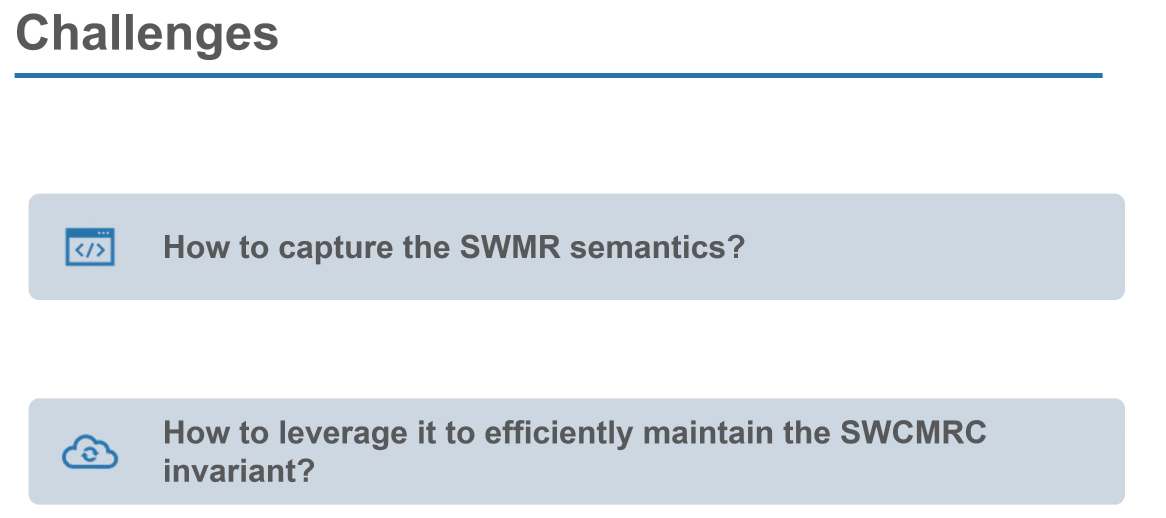 Challenges
</>
How to capture the SWMR semantics?
How to leverage it to efficiently maintain the SWCMRC
invariant?